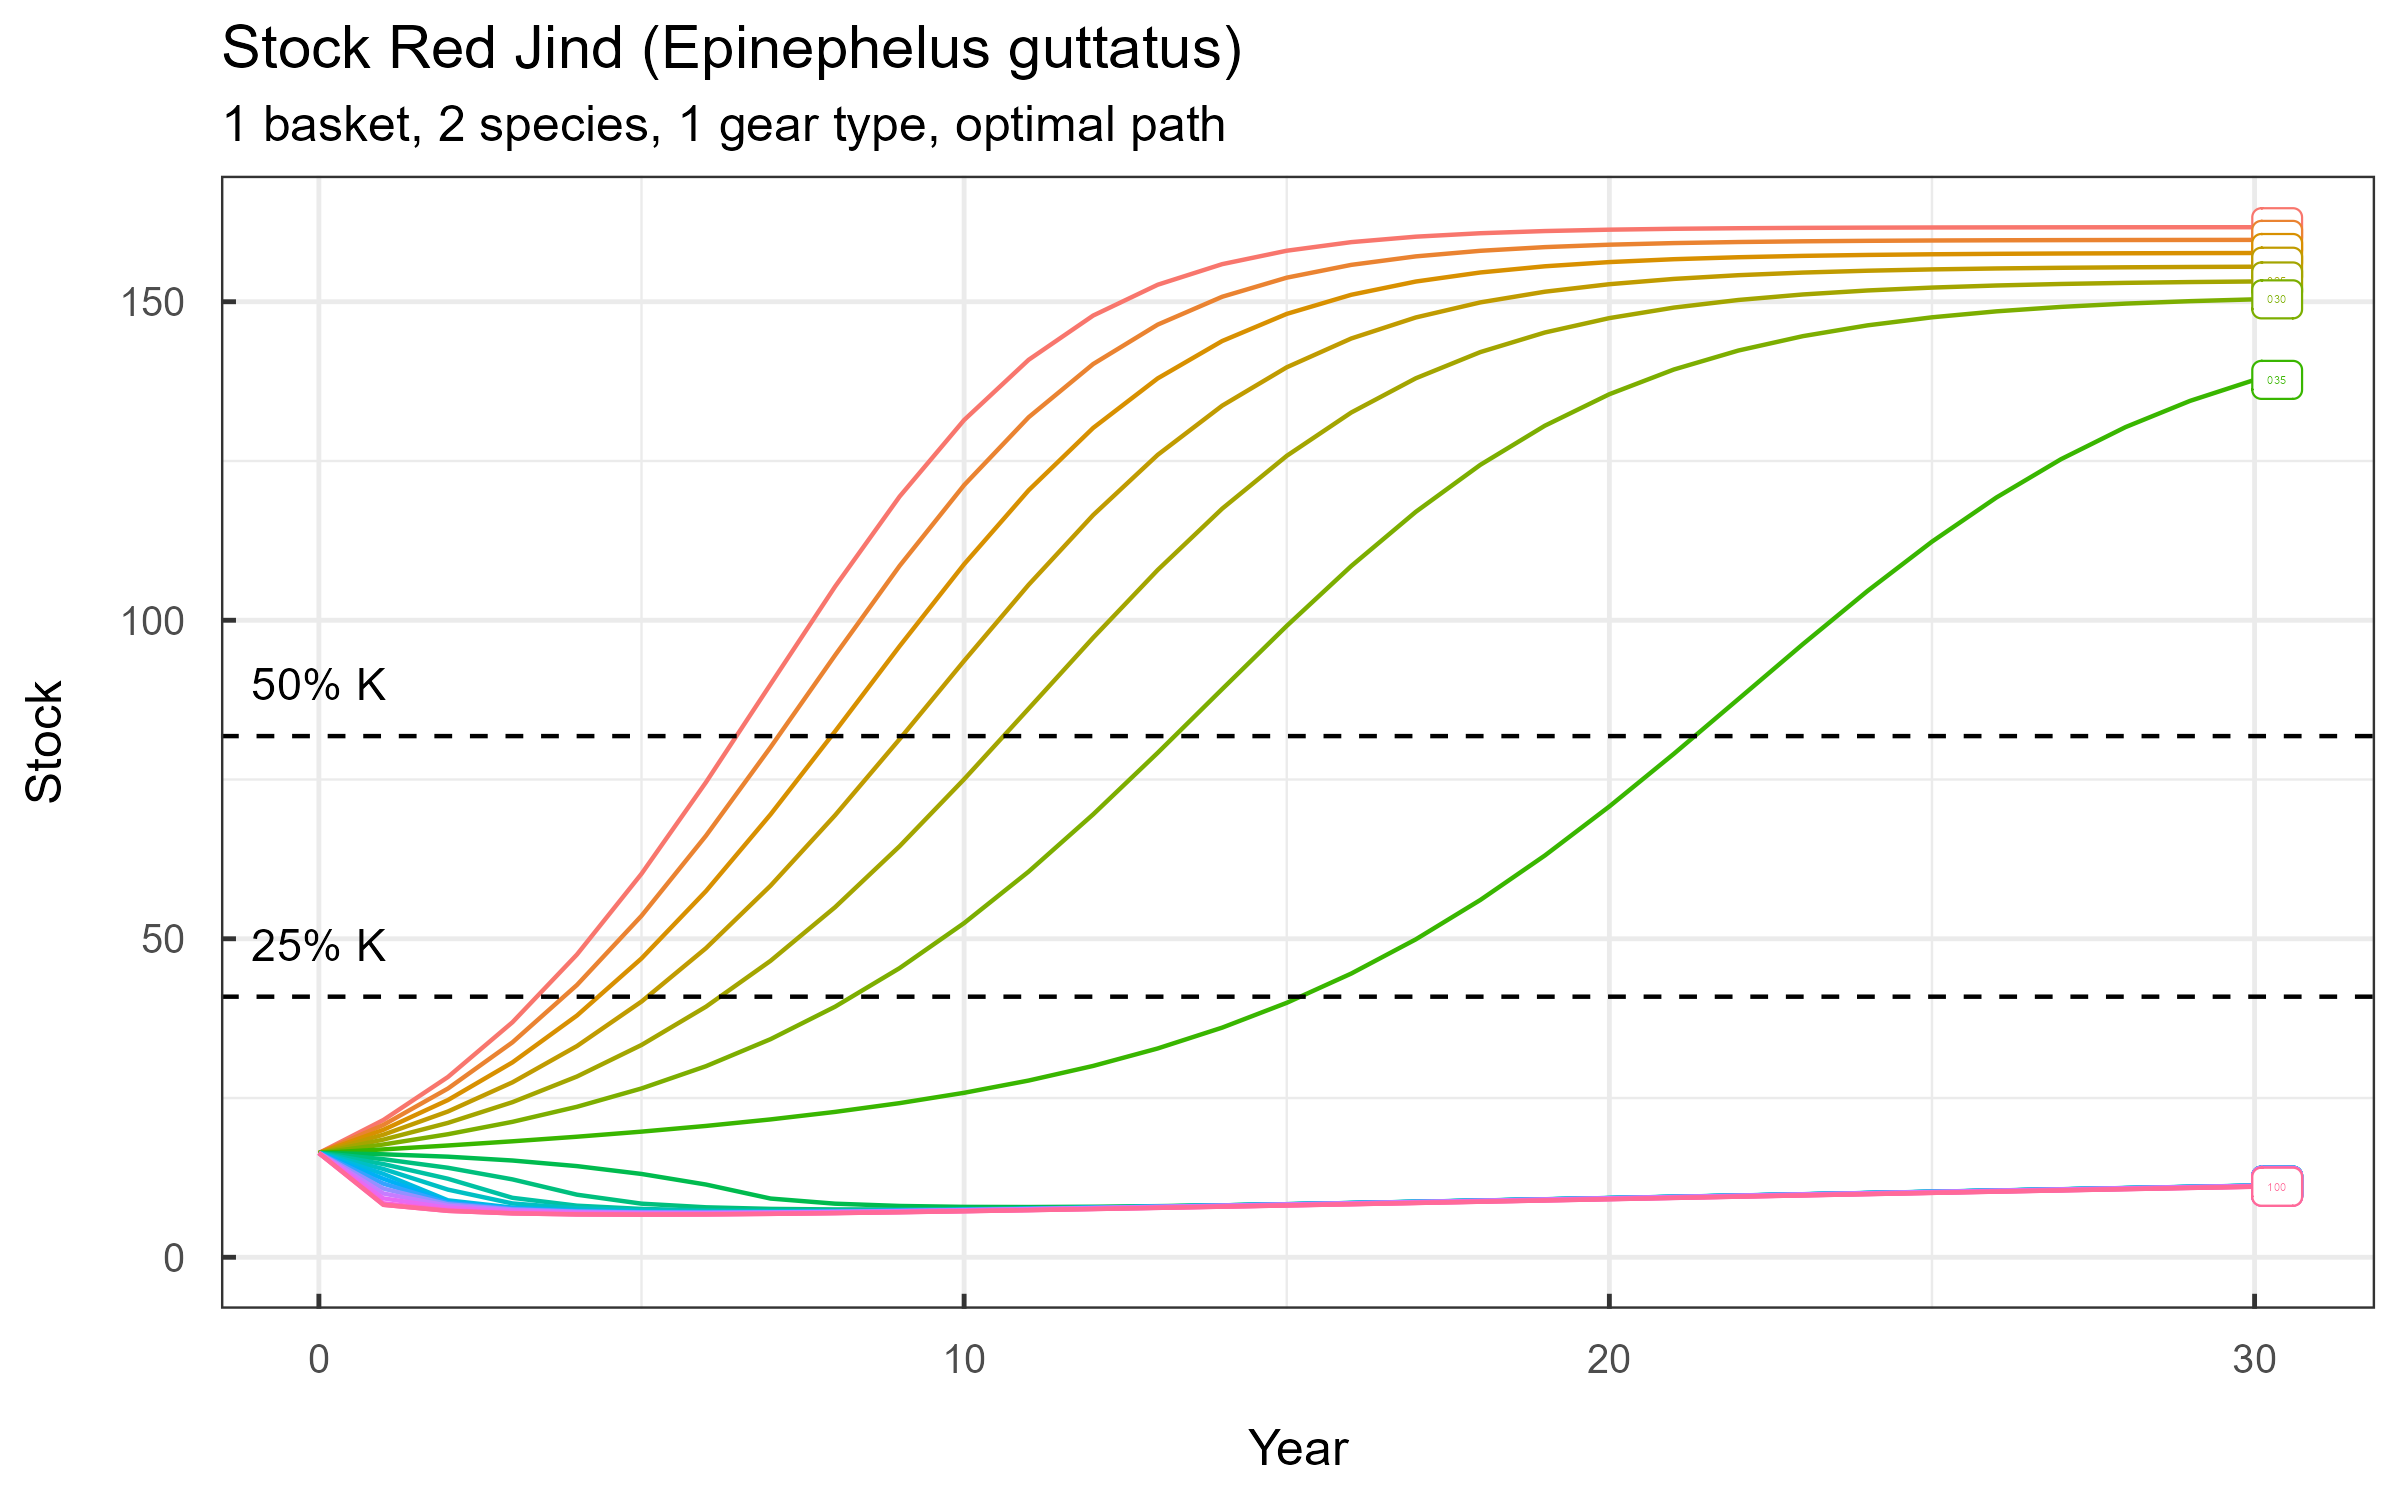 Stock Red Jind (Epinephelus guttatus)
1 basket, 2 species, 1 gear type, optimal path
Stock
150
100
50
0
50% K
25% K
030
035
100
0
10
20
30
Year